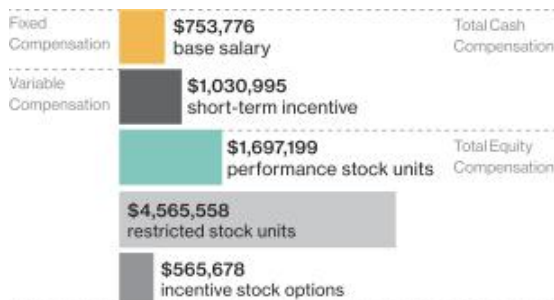 Fixed
Compensation
$753,776
base salary
Total Cash
Compensation
Variable
Compensation
$1,030,995
short-term incentive
$1,697,199
performance stock units
Total Equity
Compensation
$4,565,558
restricted stock units
$565,678
incentive stock options